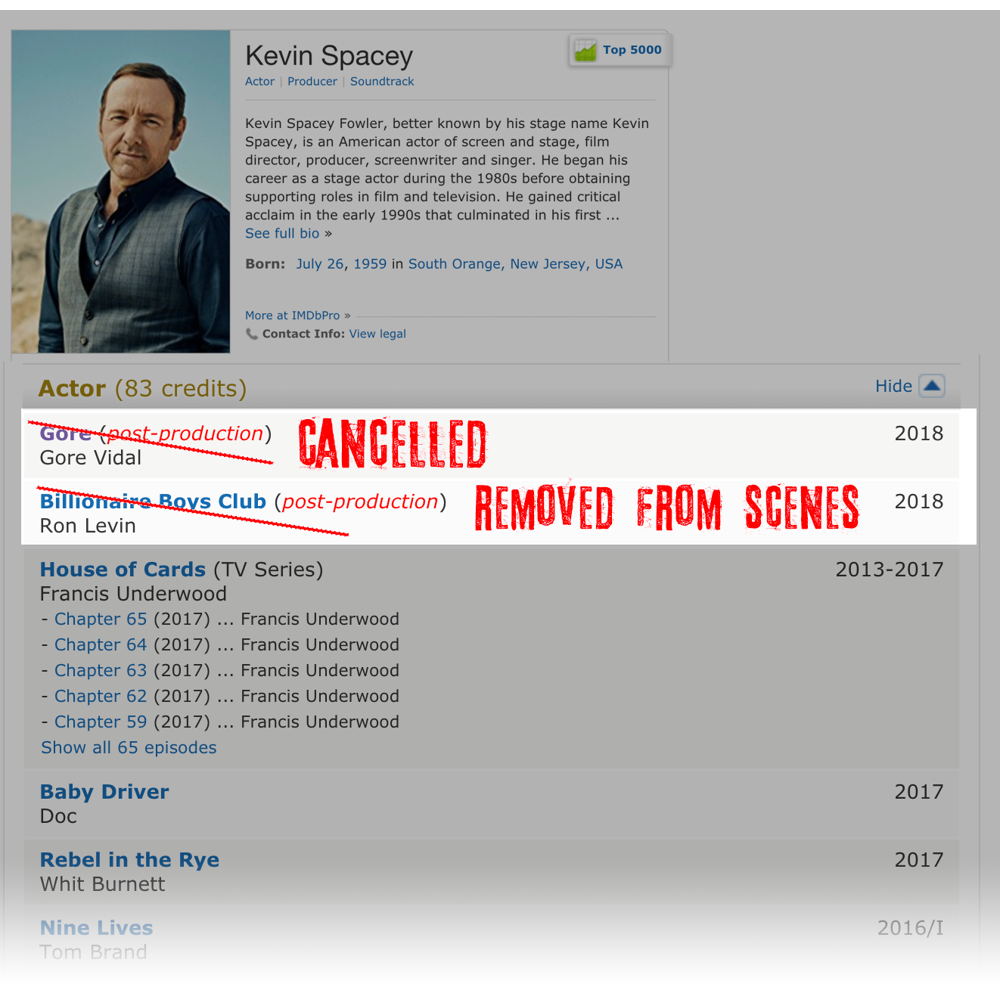 Kevin Spacey
Top 5000
Actor | Producer | Soundtrack
Kevin Spacey Fowler, better known by his stage name Kevin
Spacey, is an American actor of screen and stage, film
director, producer, screenwriter and singer. He began his
career as a stage actor during the 1980s before obtaining
supporting roles in film and television. He gained critical
acclaim in the early 1990s that culminated in his first ...
See full bio »
Born: July 26, 1959 in South Orange, New Jersey, USA
More at IMDbPro »
Contact Info: View legal
Actor (83 credits)
Hide
Gore (post-production) CANCELLED 2018
Gore Vidal
Billionaire Boys Club (post-production) REMOVED FROM SCENES 2018
Ron Levin
House of Cards (TV Series) 2013-2017
Francis Underwood
- Chapter 65 (2017) ... Francis Underwood
- Chapter 64 (2017) ... Francis Underwood
- Chapter 63 (2017) ... Francis Underwood
- Chapter 62 (2017) ... Francis Underwood
- Chapter 59 (2017) ... Francis Underwood
Show all 65 episodes
Baby Driver 2017
Doc
Rebel in the Rye 2017
Whit Burnett
Nine Lives 2016/I
Tom Brand